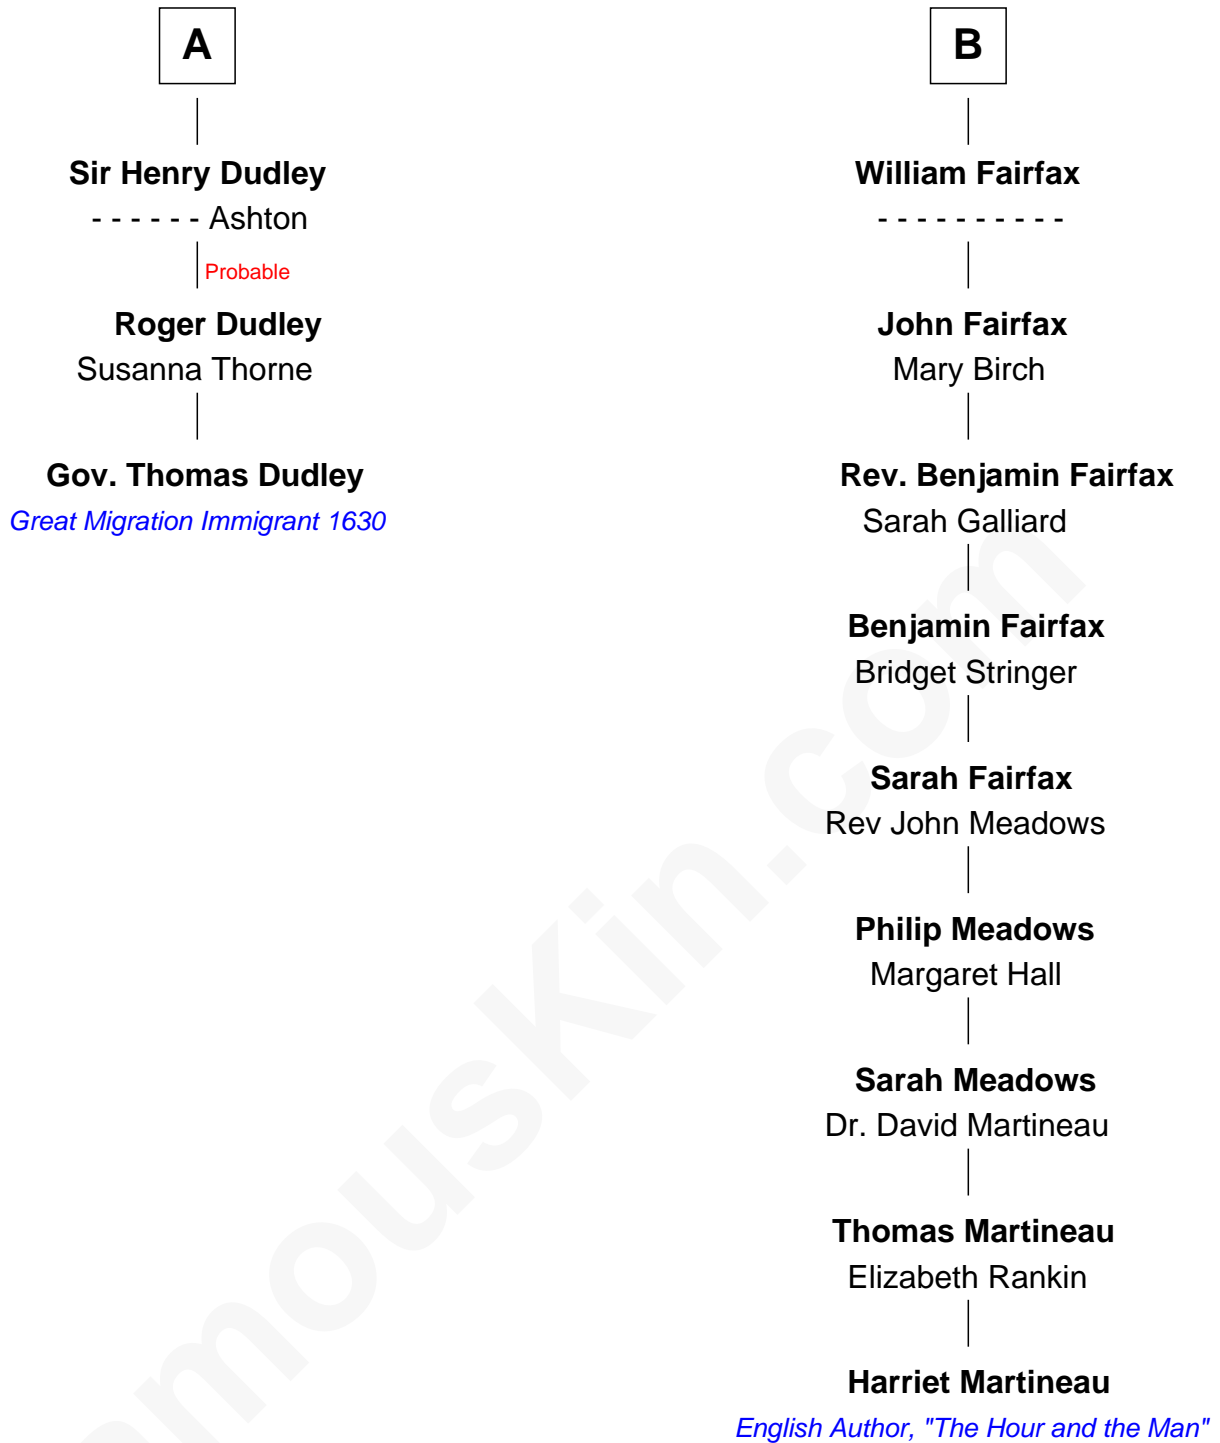 A
Sir Henry Dudley
- - - - - - Ashton
Probable
Roger Dudley
Susanna Thorne
Gov. Thomas Dudley
Great Migration Immigrant 1630
B
William Fairfax
- - - - - - - - - -
John Fairfax
Mary Birch
Rev. Benjamin Fairfax
Sarah Galliard
Benjamin Fairfax
Bridget Stringer
Sarah Fairfax
Rev John Meadows
Philip Meadows
Margaret Hall
Sarah Meadows
Dr. David Martineau
Thomas Martineau
Elizabeth Rankin
Harriet Martineau
English Author, "The Hour and the Man"
amouskin.com